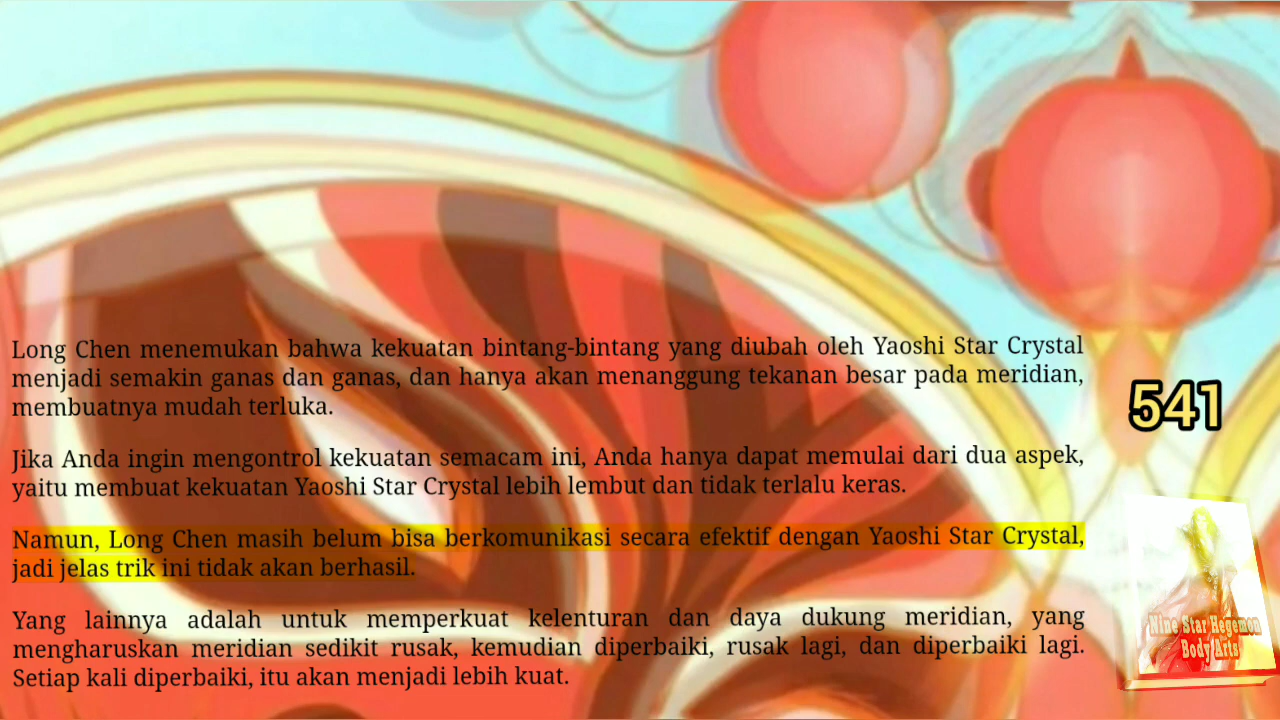 Long Chen menemukan bahwa kekuatan bintang-bintang yang diubah oleh Yaoshi Star Crystal
menjadi semakin ganas dan ganas, dan hanya akan menanggung tekanan besar pada meridian,
membuatnya mudah terluka.
Jika Anda ingin mengontrol kekuatan semacam ini, Anda hanya dapat memulai dari dua aspek,
yaitu membuat kekuatan Yaoshi Star Crystal lebih lembut dan tidak terlalu keras.
Namun, Long Chen masih belum bisa berkomunikasi secara efektif dengan Yaoshi Star Crystal,
jadi jelas trik ini tidak akan berhasil.
Yang lainnya adalah untuk memperkuat kelenturan dan daya dukung meridian, yang
mengharuskan meridian sedikit rusak, kemudian diperbaiki, rusak lagi, dan diperbaiki lagi.
Setiap kali diperbaiki, itu akan menjadi lebih kuat.
541
Nine Star Hegemon
Body Arts